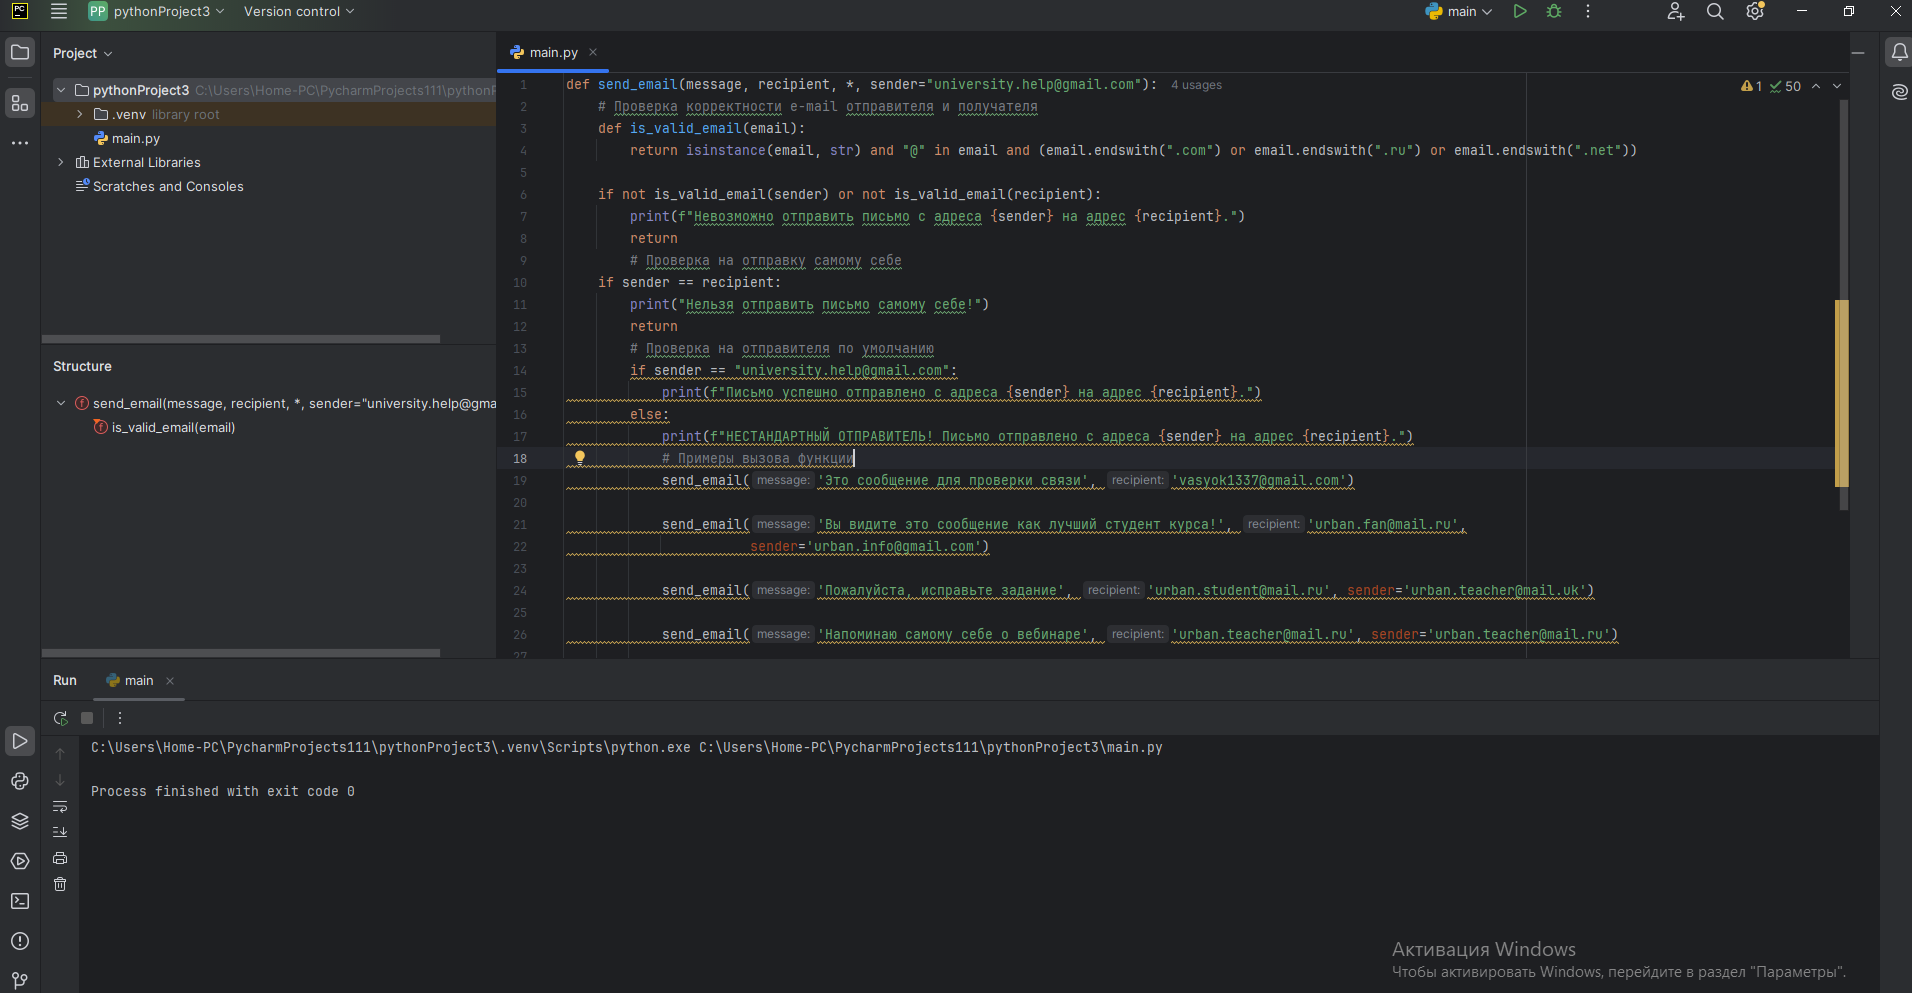 PC
PP pythonProject3 Version control main
Project
pythonProject3 C:\Users\Home-PC\PycharmProjects111\pythonP
.venv library root
main.py
External Libraries
Scratches and Consoles
Structure
send_email(message, recipient, *, sender="university.help@gma
is_valid_email(email)
main.py
1 def send_email(message, recipient, *, sender="university.help@gmail.com"): 4 usages
1 50
2 # Проверка корректности e-mail отправителя и получателя
3 def is_valid_email(email):
4 return isinstance(email, str) and "@" in email and (email.endswith(".com") or email.endswith(".ru") or email.endswith(".net"))
5
6 if not is_valid_email(sender) or not is_valid_email(recipient):
7 print(f"Невозможно отправить письмо с адреса {sender} на адрес {recipient}.")
8 return
9 # Проверка на отправку самому себе
10 if sender == recipient:
11 print("Нельзя отправить письмо самому себе!")
12 return
13 # Проверка на отправителя по умолчанию
14 if sender == "university.help@gmail.com":
15 print(f"Письмо успешно отправлено с адреса {sender} на адрес {recipient}.")
16 else:
17 print(f"НЕСТАНДАРТНЫЙ ОТПРАВИТЕЛЬ! Письмо отправлено с адреса {sender} на адрес {recipient}.")
18 # Примеры вызова функции
19 send_email( message: 'Это сообщение для проверки связи', recipient: 'vasyok1337@gmail.com')
20
21 send_email( message: 'Вы видите это сообщение как лучший студент курса!', recipient: 'urban.fan@mail.ru',
22 sender='urban.info@gmail.com')
23
24 send_email( message: 'Пожалуйста, исправьте задание', recipient: 'urban.student@mail.ru', sender='urban.teacher@mail.uk')
25
26 send_email( message: 'Напоминаю самому себе о вебинаре', recipient: 'urban.teacher@mail.ru', sender='urban.teacher@mail.ru')
27
Run main
C:\Users\Home-PC\PycharmProjects111\pythonProject3\.venv\Scripts\python.exe C:\Users\Home-PC\PycharmProjects111\pythonProject3\main.py
Process finished with exit code 0
Активация Windows
Чтобы активировать Windows, перейдите в раздел "Параметры".